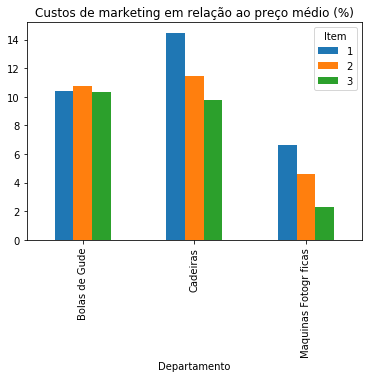 Custos de marketing em relação ao preço médio (%)
Item
1
2
3
14
12
10
8
6
4
2
0
Bolas de Gude
Cadeiras
Maquinas Fotogr ficas
Departamento